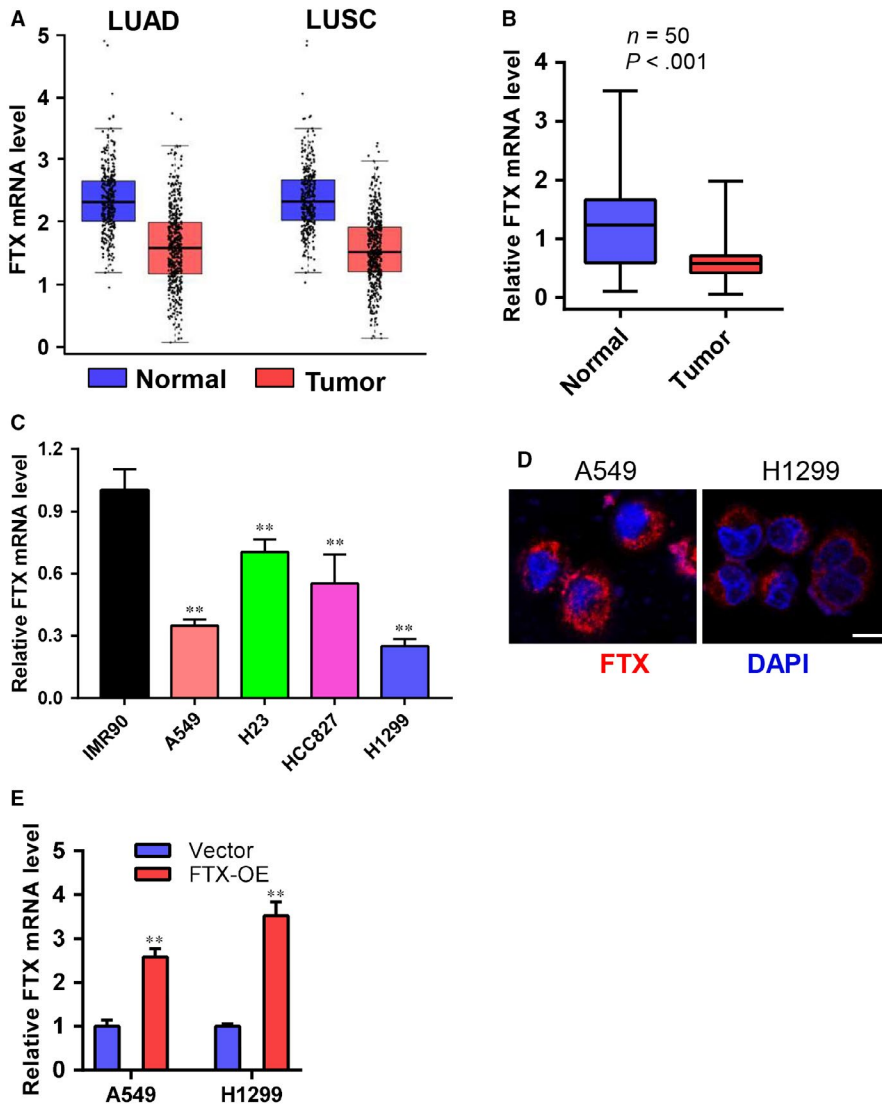 A
LUAD LUSC
FTX mRNA level
5
4
3
2
1
0
Normal Tumor
B
n = 50
P < .001
Relative FTX mRNA level
4
3
2
1
0
Normal
Tumor
C
Relative FTX mRNA level
1.2
0.9
0.6
0.3
0.0
**
**
**
**
IMR90
A549
H23
HCC827
H1299
D
A549 H1299
FTX DAPI
E
Relative FTX mRNA level
5
4
3
2
1
0
Vector
FTX-OE
**
**
A549 H1299